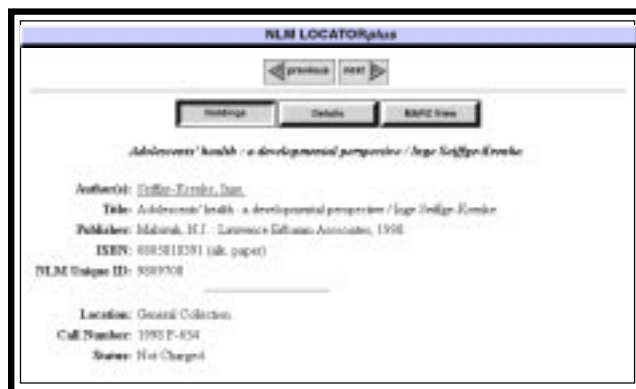 NLM LOCATORplus
previous next
Holdings Details MARC View
Adolescents' health : a developmental perspective / Inge Seiffge-Krenke
Author(s): Seiffge-Krenke, Inge.
Title: Adolescents' health : a developmental perspective / Inge Seiffge-Krenke
Publisher: Mahwah, N.J. : Lawrence Erlbaum Associates, 1998.
ISBN: (alk. paper)
NLM Unique ID:
Location: General Collection
Call Number: 1998
Status: Not Charged